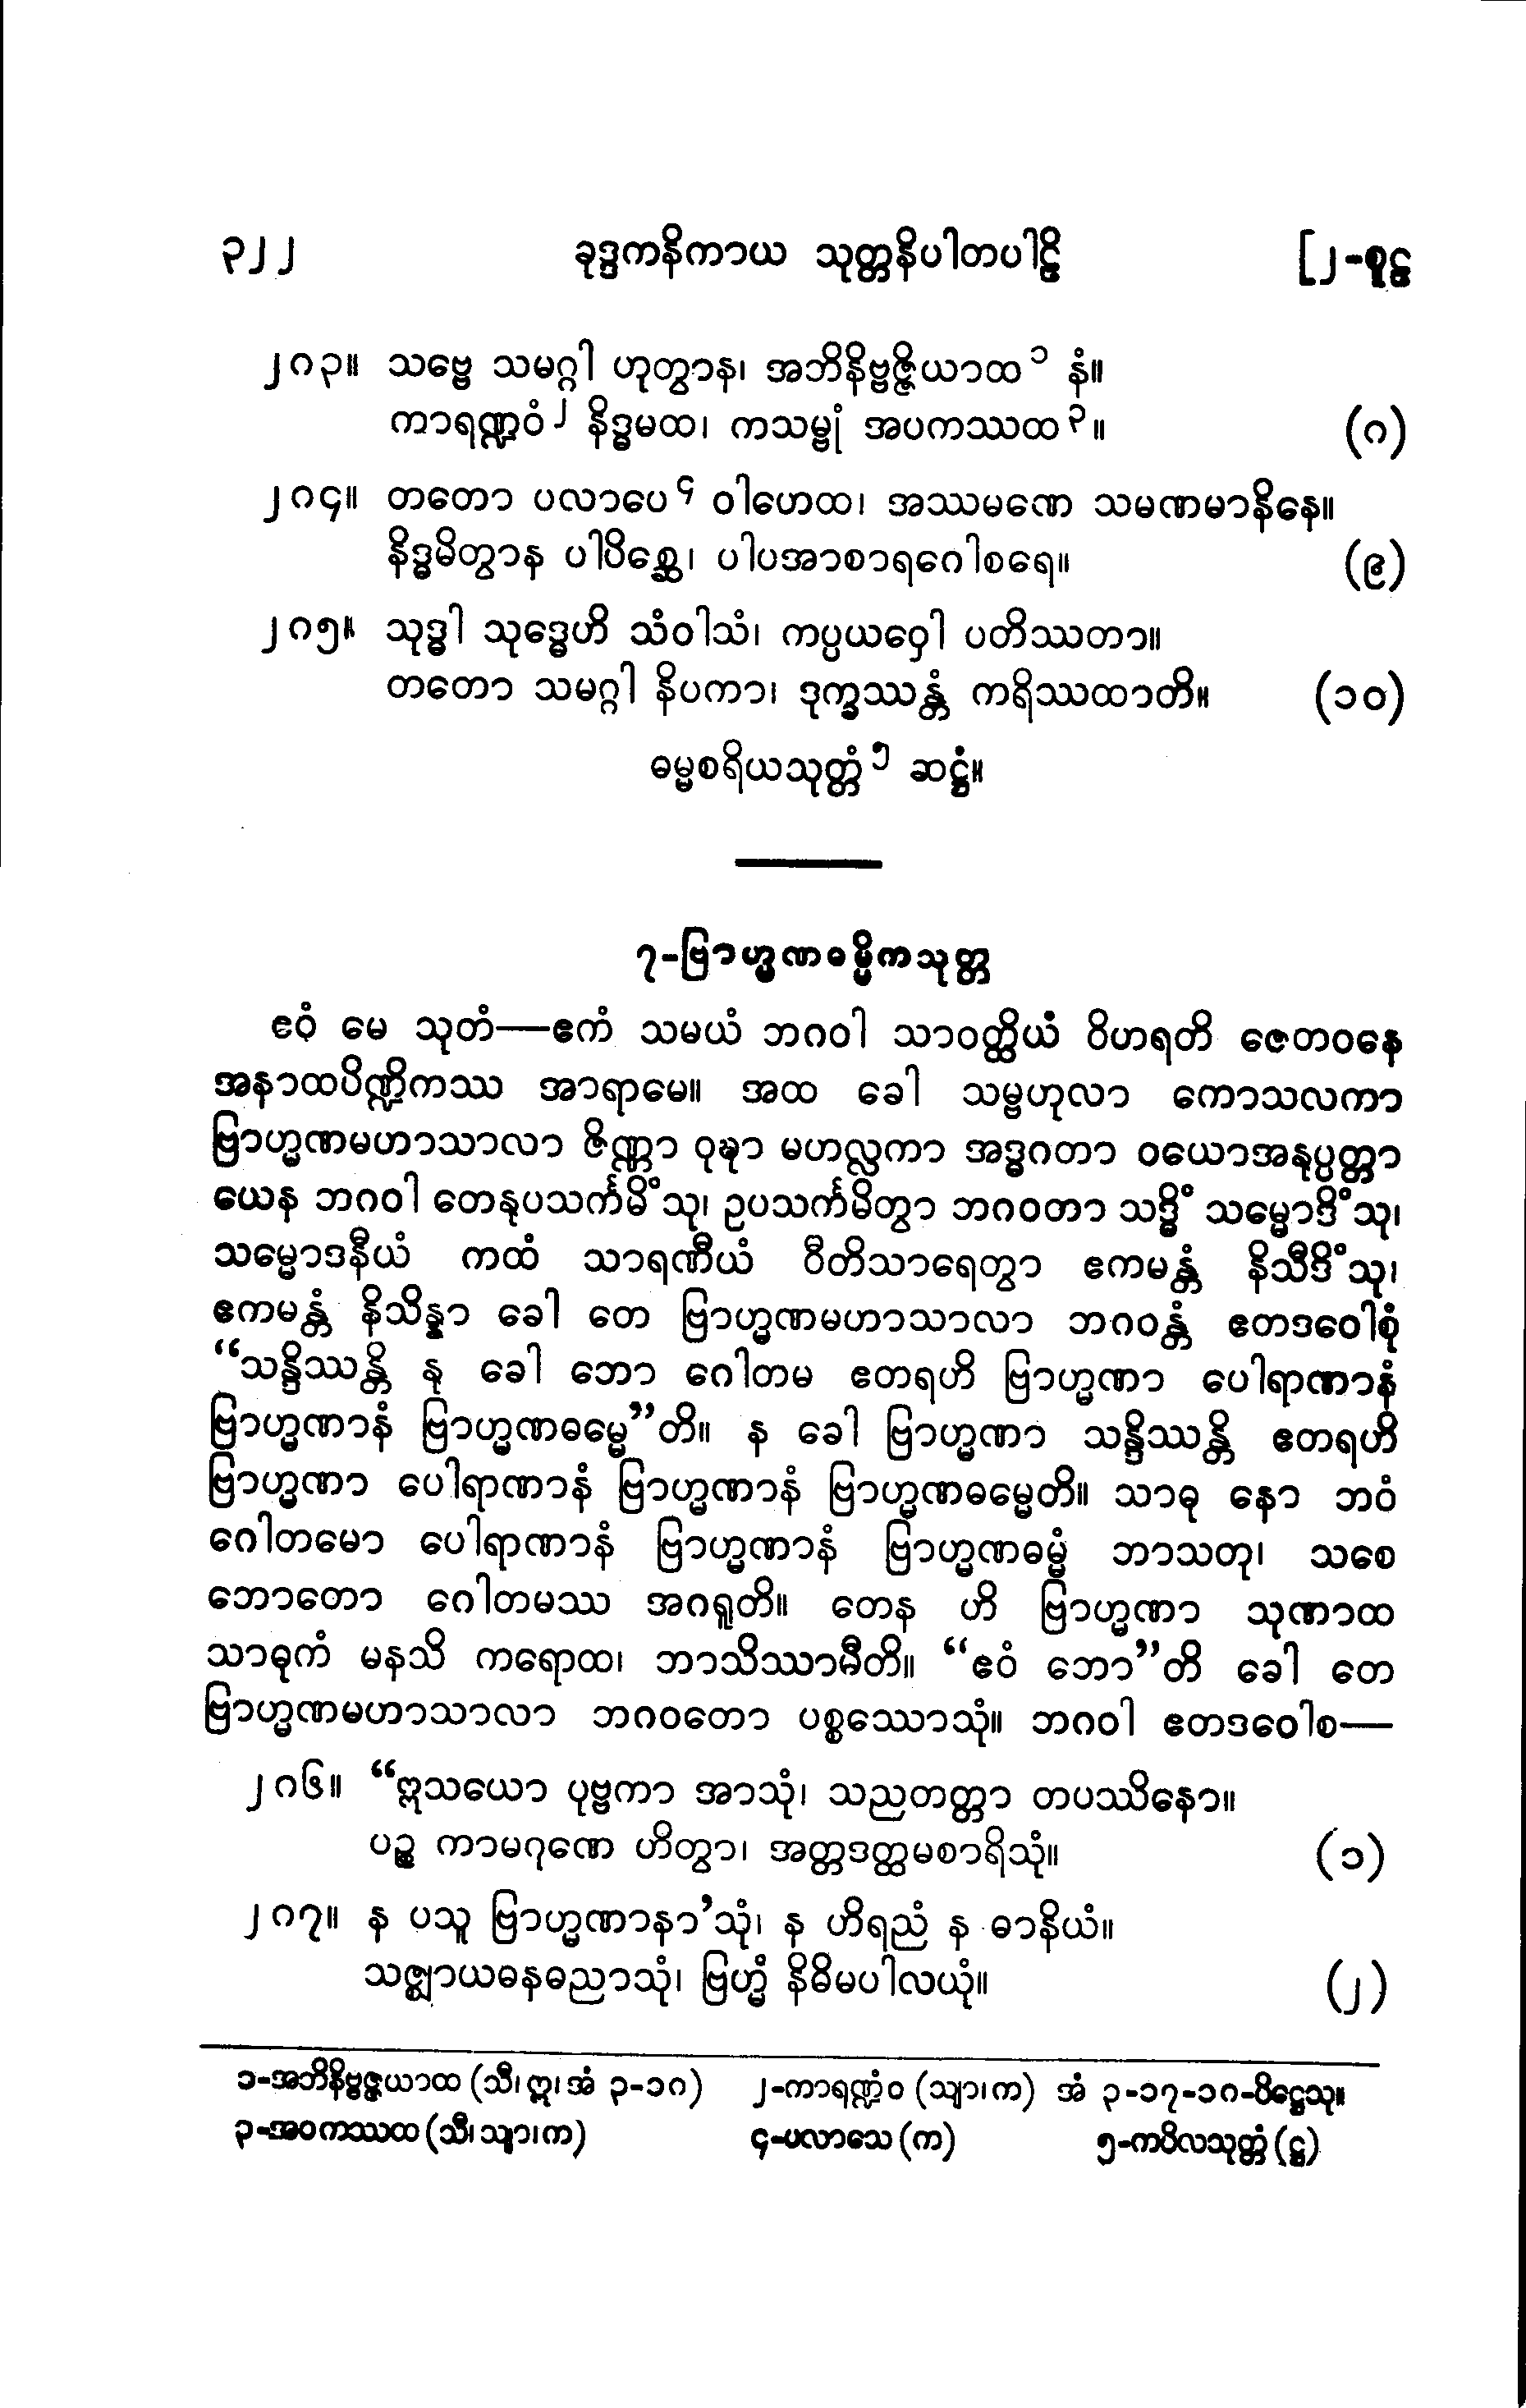 ၃၂၂ ခုဒ္ဒကနိကာယ သုတ္တနိပါတပါဠိ [၂-စူဠ
၂၈၃။ သဗ္ဗေ သမဂ္ဂါ ဟုတွာန၊ အဘိနိဗ္ဗဇ္ဇိယာထ ၁ နံ။
ကာရဏ္ဍဝံ ၂ နိဒ္ဓမထ၊ ကသမ္ဗုံ အပကဿထ ၃ ။ (၈)
၂၈၄။ တတော ပလာပေ ၄ ဝါဟေထ၊ အဿမဏေ သမဏမာနိနေ။
နိဒ္ဓမိတွာန ပါပိစ္ဆေ၊ ပါပအာစာရဂေါစရေ။ (၉)
၂၈၅။ သုဒ္ဓါ သုဒ္ဓေဟိ သံဝါသံ၊ ကပ္ပယဝှေါ ပတိဿတာ။
တတော သမဂ္ဂါ နိပကာ၊ ဒုက္ခဿန္တံ ကရိဿထာတိ။ (၁၀)
ဓမ္မစရိယသုတ္တံ ၅ ဆဋ္ဌံ။
၇-ဗြာဟ္မဏဓမ္မိကသုတ္တ
ဧဝံ မေ သုတံ—ဧကံ သမယံ ဘဂဝါ သာဝတ္ထိယံ ဝိဟရတိ ဇေတဝနေ
အနာထပိဏ္ဍိကဿ အာရာမေ။ အထ ခေါ သမ္ဗဟုလာ ကောသလကာ
ဗြာဟ္မဏမဟာသာလာ ဇိဏ္ဏာ ဝုဍ္ဎာ မဟလ္လကာ အဒ္ဓဂတာ ဝယောအနုပ္ပတ္တာ
ယေန ဘဂဝါ တေနုပသင်္ကမိံသု၊ ဥပသင်္ကမိတွာ ဘဂဝတာ သဒ္ဓိံ သမ္မောဒိံသု၊
သမ္မောဒနီယံ ကထံ သာရဏီယံ ဝီတိသာရေတွာ ဧကမန္တံ နိသီဒိံသု၊
ဧကမန္တံ နိသိန္နာ ခေါ တေ ဗြာဟ္မဏမဟာသာလာ ဘဂဝန္တံ ဧတဒဝေါစုံ
“သန္ဒိဿန္တိ နု ခေါ ဘော ဂေါတမ ဧတရဟိ ဗြာဟ္မဏာ ပေါရာဏာနံ
ဗြာဟ္မဏာနံ ဗြာဟ္မဏဓမ္မေ”တိ။ န ခေါ ဗြာဟ္မဏာ သန္ဒိဿန္တိ ဧတရဟိ
ဗြာဟ္မဏာ ပေါရာဏာနံ ဗြာဟ္မဏာနံ ဗြာဟ္မဏဓမ္မေတိ။ သာဓု နော ဘဝံ
ဂေါတမော ပေါရာဏာနံ ဗြာဟ္မဏာနံ ဗြာဟ္မဏဓမ္မံ ဘာသတု၊ သစေ
ဘောတော ဂေါတမဿ အဂရူတိ။ တေန ဟိ ဗြာဟ္မဏာ သုဏာထ
သာဓုကံ မနသိ ကရောထ၊ ဘာသိဿာမီတိ။ “ဧဝံ ဘော”တိ ခေါ တေ
ဗြာဟ္မဏမဟာသာလာ ဘဂဝတော ပစ္စဿောသုံ။ ဘဂဝါ ဧတဒဝေါစ—
၂၈၆။ “ဣသယော ပုဗ္ဗကာ အာသုံ၊ သညတတ္တာ တပဿိနော။
ပဉ္စ ကာမဂုဏေ ဟိတွာ၊ အတ္တဒတ္ထမစာရိသုံ။ (၁)
၂၈၇။ န ပသူ ဗြာဟ္မဏာနာ’သုံ၊ န ဟိရညံ န ဓာနိယံ။
သဇ္ဈာယဓနဓညာသုံ၊ ဗြဟ္မံ နိဓိမပါလယုံ။ (၂)
၁-အဘိနိဗ္ဗဇ္ဇယာထ (သီ၊ ဣ၊ အံ ၃-၁၈) ၂-ကာရဏ္ဍံဝ (သျာ၊ က) အံ ၃-၁၇-၁၈-ပိဋ္ဌေသု။
၃-အဝကဿထ (သီ၊ သျာ၊ က) ၄-ပလာသေ (က) ၅-ကပိလသုတ္တံ (ဋ္ဌ)